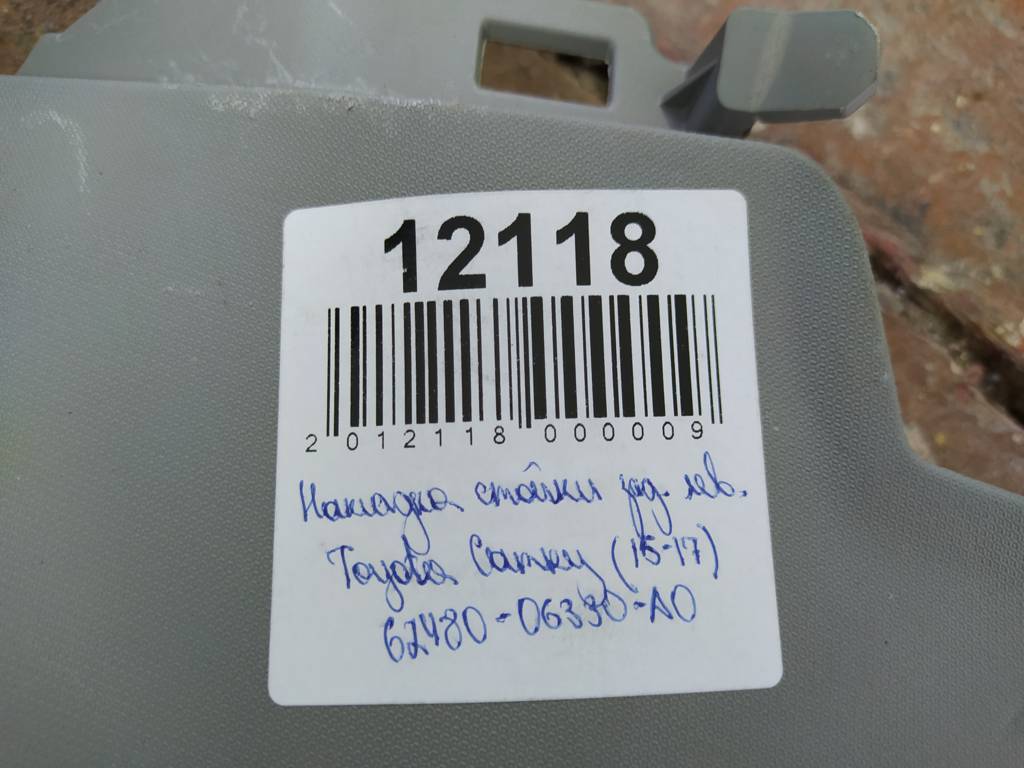 12118
2 012118 000009
Накладка стойки зад. лев.
Toyota Camry (15-17)
62480-06330-A0